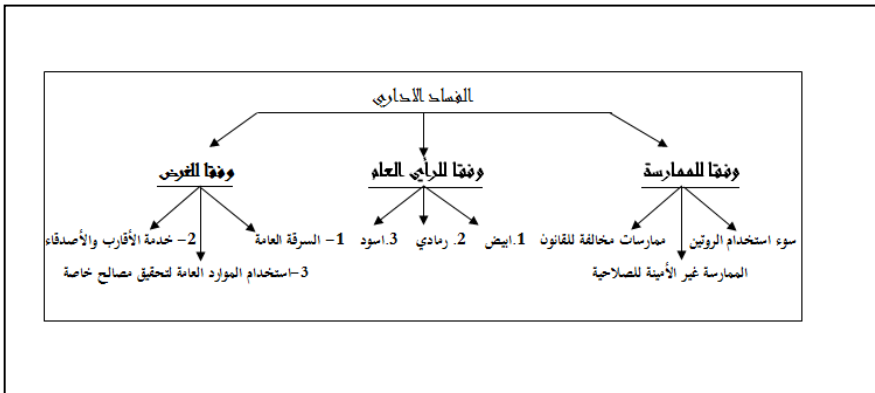 الفساد الاداري
وفقا للممارسة
وفقا للرأي العام
وفقا للغرض
سوء استخدام الروتين
ممارسات مخالفة للقانون
الممارسة غير الأمينة للصلاحية
1.ابيض
2. رمادي
3.اسود
1- السرقة العامة
2- خدمة الأقارب والأصدقاء
3-استخدام الموارد العامة لتحقيق مصالح خاصة